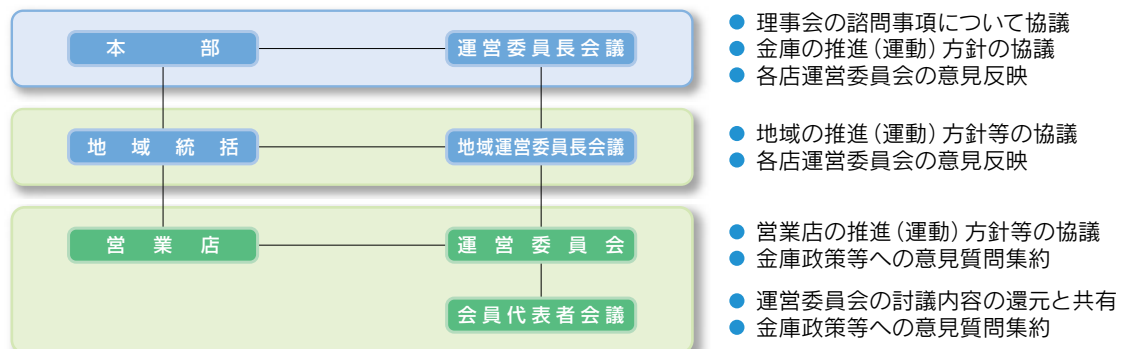 本部
運営委員長会議
● 理事会の諮問事項について協議
● 金庫の推進（運動）方針の協議
● 各店運営委員会の意見反映
地域統括
地域運営委員長会議
● 地域の推進（運動）方針等の協議
● 各店運営委員会の意見反映
営業店
運営委員会
● 営業店の推進（運動）方針等の協議
● 金庫政策等への意見質問集約
会員代表者会議
● 運営委員会の討議内容の還元と共有
● 金庫政策等への意見質問集約